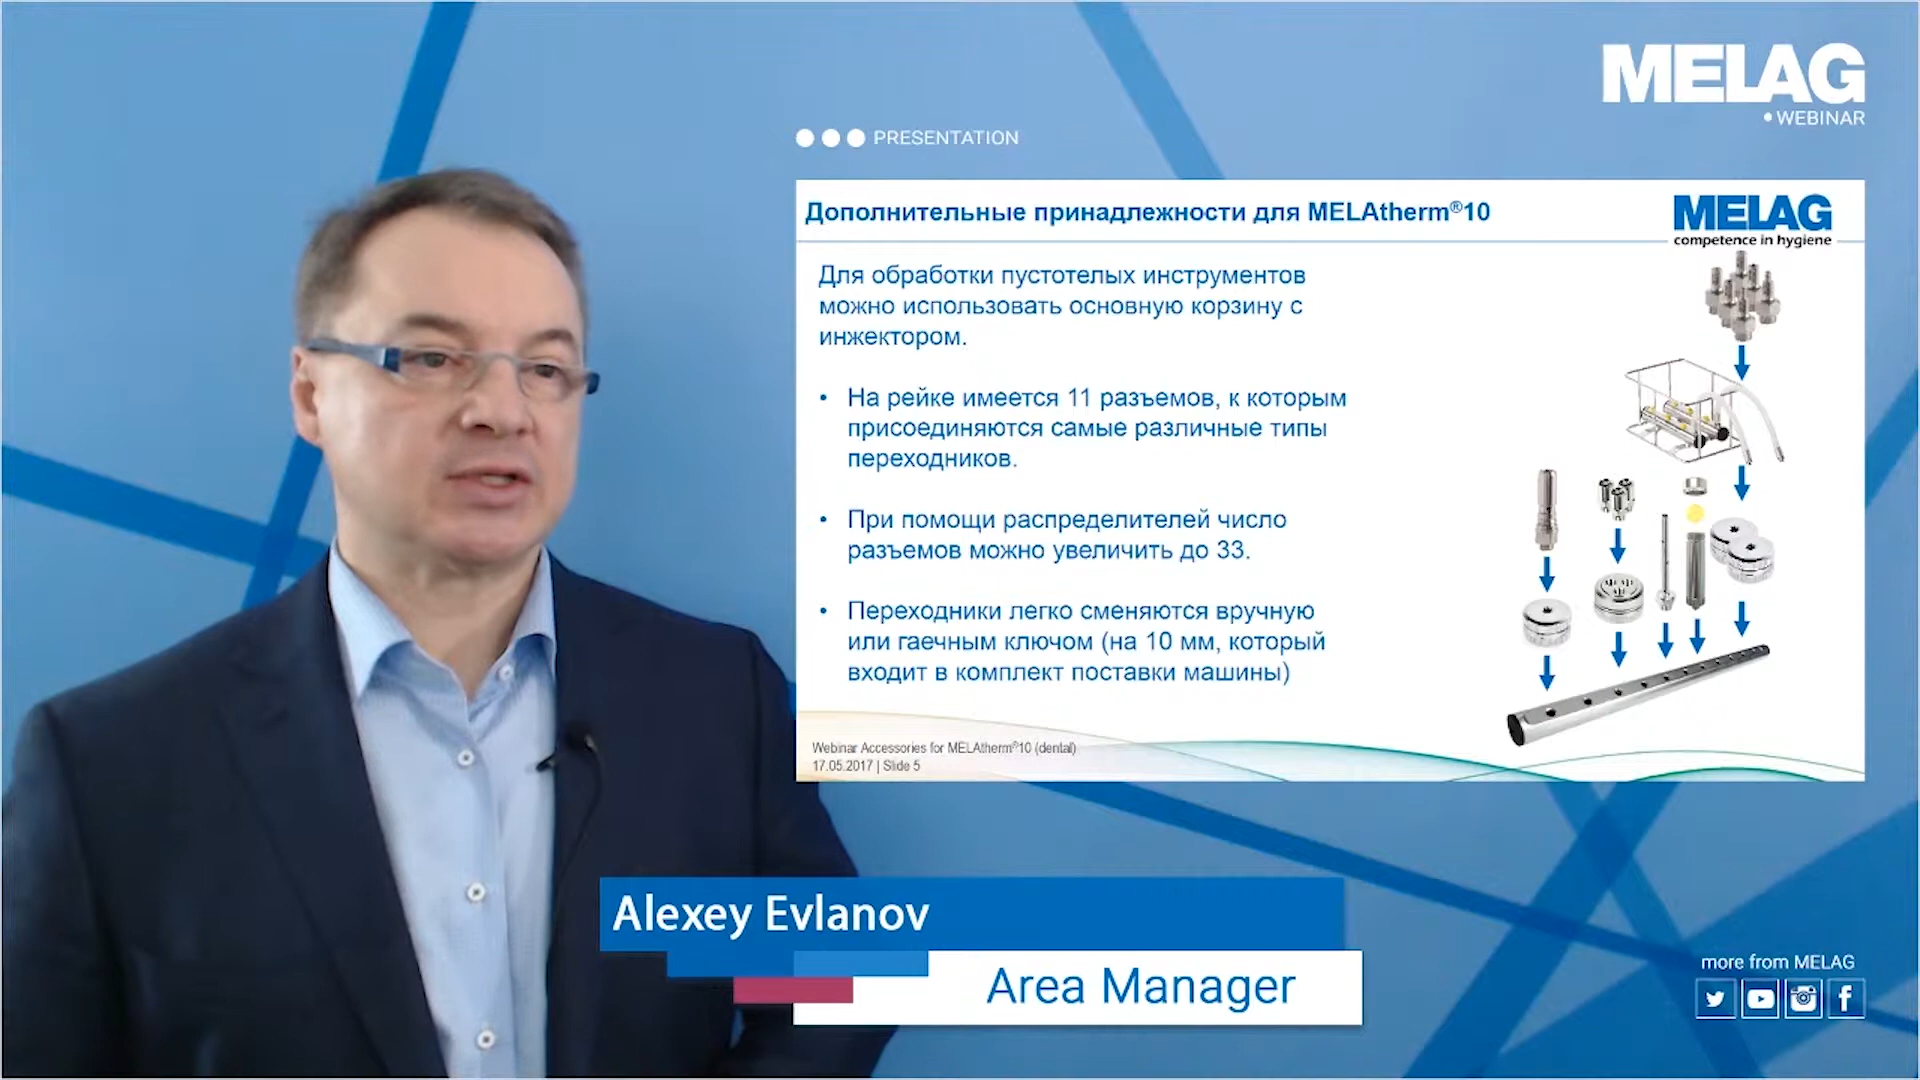 MELAG
• WEBINAR
PRESENTATION
Дополнительные принадлежности для MELAtherm®10
MELAG
competence in hygiene
Для обработки пустотелых инструментов
можно использовать основную корзину с
инжектором.
• На рейке имеется 11 разъемов, к которым
присоединяются самые различные типы
переходников.
• При помощи распределителей число
разъемов можно увеличить до 33.
• Переходники легко сменяются вручную
или гаечным ключом (на 10 мм, который
входит в комплект поставки машины)
Webinar Accessories for MELAtherm®10 (dental)
17.05.2017 | Slide 5
Alexey Evlanov
Area Manager
more from MELAG